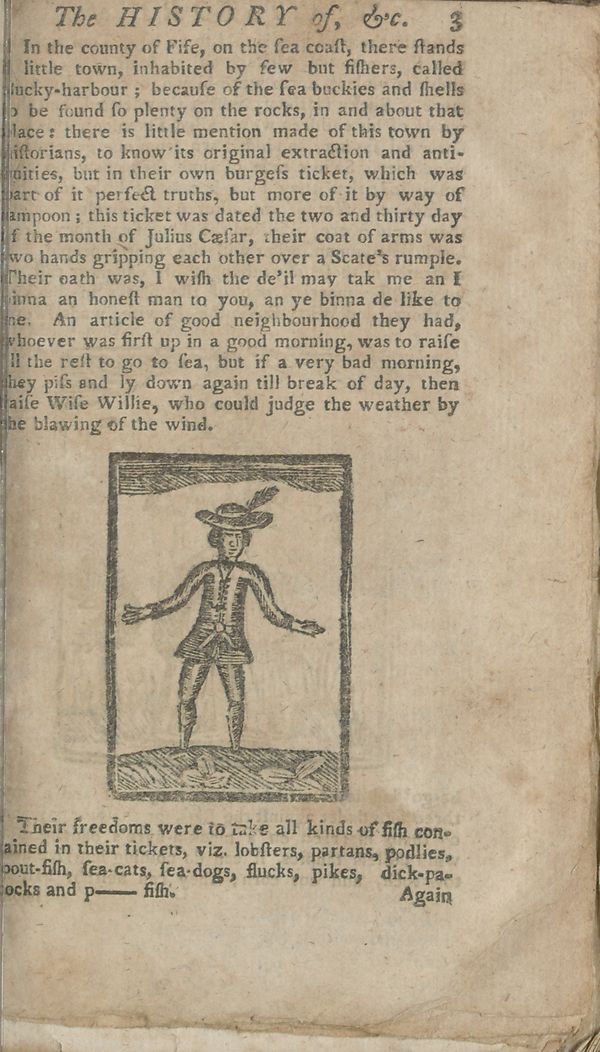 The HISTORY of, &c. 3
In the county of Fife, on the ſea coaſt, there ſtands
little town, inhabited by few but fiſhers, called
ucky-harbour ; becauſe of the ſea buckies and ſhells
o be found ſo plenty on the rocks, in and about that
lace: there is little mention made of this town by
iſtorians, to know its original extraction and anti-
uities, but in their own burgeſs ticket, which was
part of it perfect truths, but more of it by way of
ampoon ; this ticket was dated the two and thirty day
f the month of Julius Cæſar, their coat of arms was
wo hands gripping each other over a Scate's rumple.
Their oath was, I wiſh the de'il may tak me an I
binna an honeſt man to you, an ye binna de like to
me. An article of good neighbourhood they had,
whoever was firſt up in a good morning, was to raiſe
ll the reſt to go to ſea, but if a very bad morning,
hey piſs and ly down again till break of day, then
raiſe Wiſe Willie, who could judge the weather by
he blawing of the wind.
Their freedoms were to take all kinds of fiſh con-
ained in their tickets, viz. lobſters, partans, podlies,
pout-fiſh, ſea-cats, ſea-dogs, flucks, pikes, dick-pa-
ocks and p—— fiſh.
Again